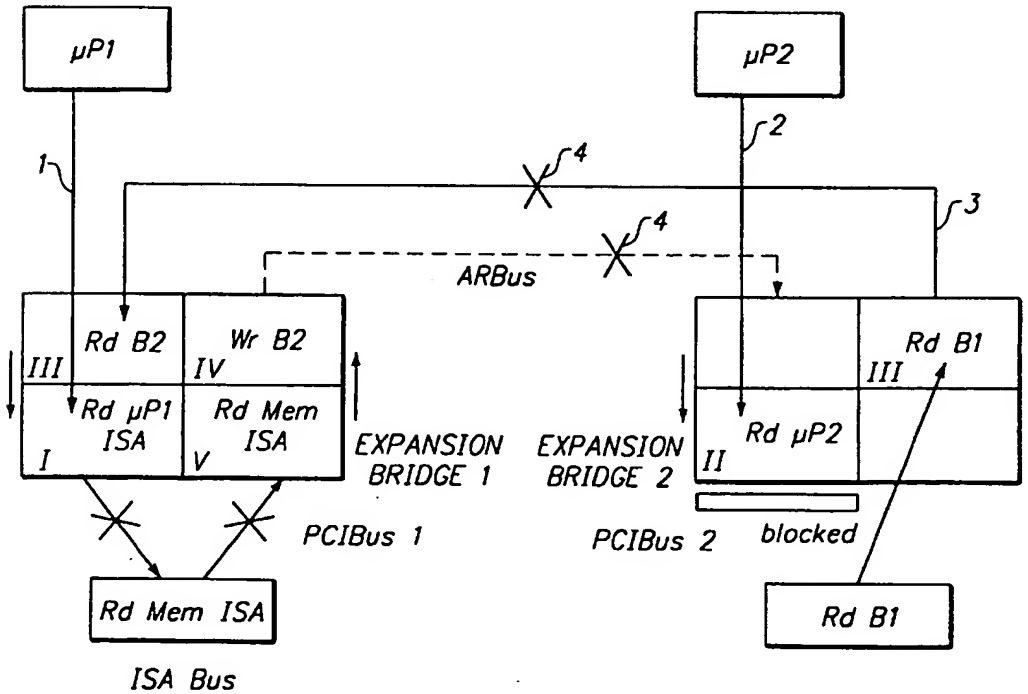 µP1
µP2
1
4
2
3
4
ARBus
Rd B2
III
Wr B2
IV
Rd µP1
ISA
I
Rd Mem
ISA
V
EXPANSION
BRIDGE 1
EXPANSION
BRIDGE 2
Rd B1
III
Rd µP2
II
PCIBus 1
PCIBus 2
blocked
Rd Mem ISA
Rd B1
ISA Bus